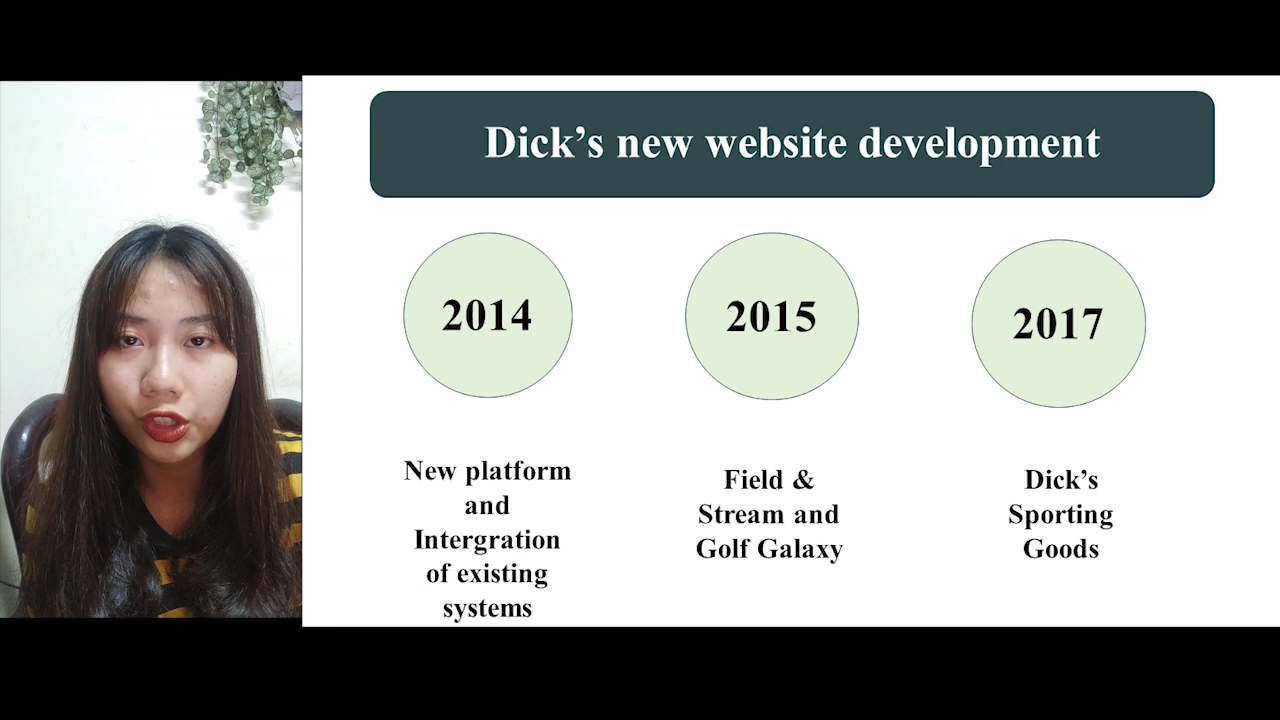 Dick’s new website development
2014
2015
2017
New platform
and
Intergration
of existing
systems
Field &
Stream and
Golf Galaxy
Dick’s
Sporting
Goods